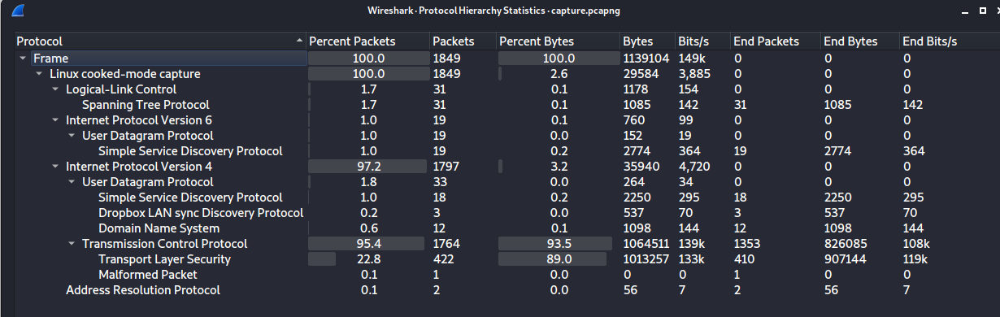 Wireshark · Protocol Hierarchy Statistics · capture.pcapng
Protocol Percent Packets Packets Percent Bytes Bytes Bits/s End Packets End Bytes End Bits/s
Frame 100.0 1849 100.0 1139104 149k 0 0 0
Linux cooked-mode capture 100.0 1849 2.6 29584 3,885 0 0 0
Logical-Link Control 1.7 31 0.1 1178 154 0 0 0
Spanning Tree Protocol 1.7 31 0.1 1085 142 31 1085 142
Internet Protocol Version 6 1.0 19 0.1 760 99 0 0 0
User Datagram Protocol 1.0 19 0.0 152 19 0 0 0
Simple Service Discovery Protocol 1.0 19 0.2 2774 364 19 2774 364
Internet Protocol Version 4 97.2 1797 3.2 35940 4,720 0 0 0
User Datagram Protocol 1.8 33 0.0 264 34 0 0 0
Simple Service Discovery Protocol 1.0 18 0.2 2250 295 18 2250 295
Dropbox LAN sync Discovery Protocol 0.2 3 0.0 537 70 3 537 70
Domain Name System 0.6 12 0.1 1098 144 12 1098 144
Transmission Control Protocol 95.4 1764 93.5 1064511 139k 1353 826085 108k
Transport Layer Security 22.8 422 89.0 1013257 133k 410 907144 119k
Malformed Packet 0.1 1 0.0 0 0 1 0 0
Address Resolution Protocol 0.1 2 0.0 56 7 2 56 7